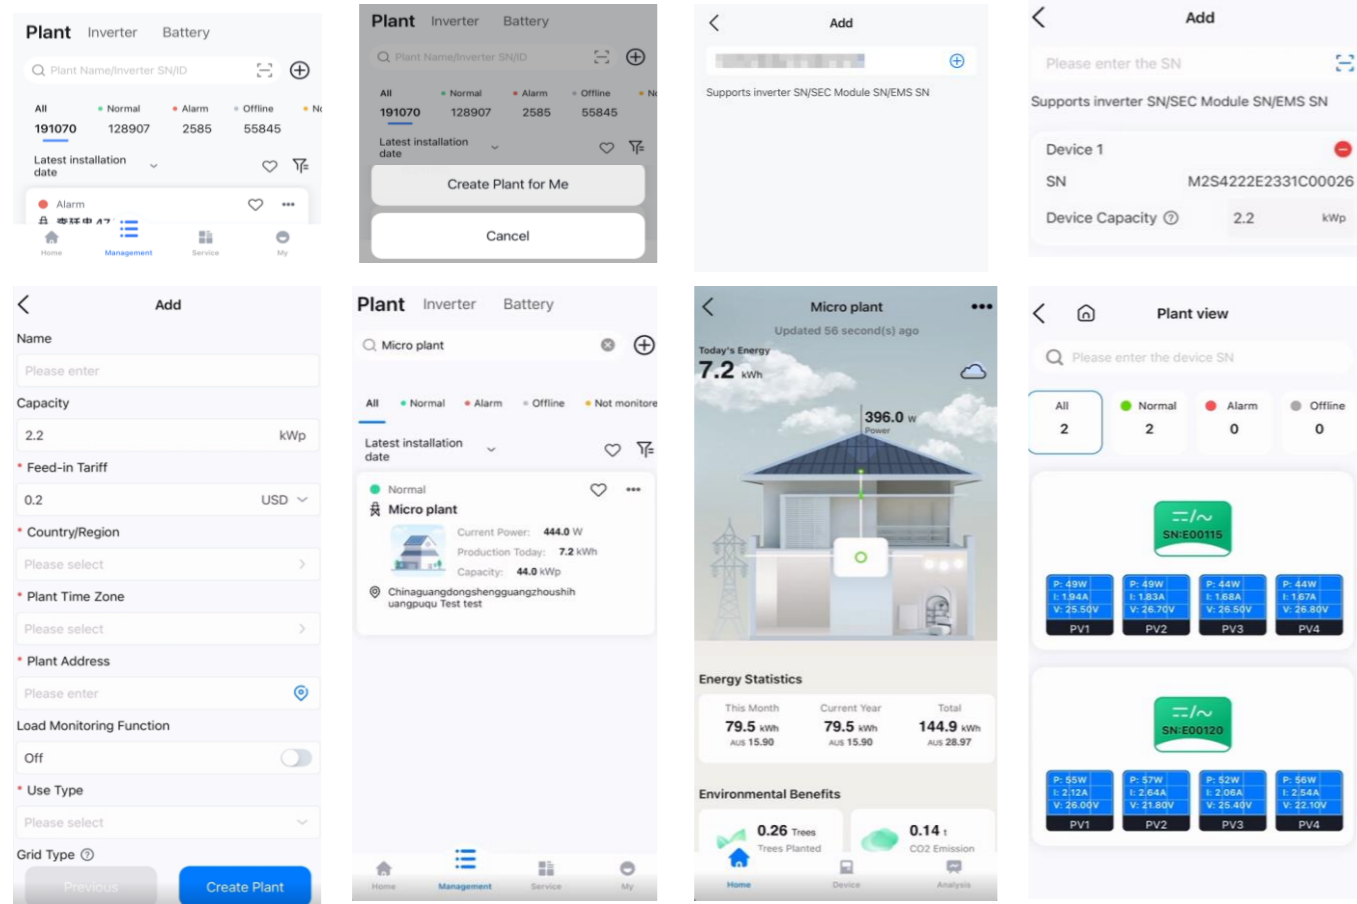 Plant Inverter Battery
Plant Name/Inverter SN/ID
All Normal Alarm Offline
191070 128907 2585 55845
Latest installation
date
Alarm
Home Management Service My
Plant Inverter Battery
Plant Name/Inverter SN/ID
All Normal Alarm Offline
191070 128907 2585 55845
Latest installation
date
Create Plant for Me
Cancel
Add
Supports inverter SN/SEC Module SN/EMS SN
Add
Please enter the SN
Supports inverter SN/SEC Module SN/EMS SN
Device 1
SN M2S4222E2331C00026
Device Capacity ? 2.2 kWp
Add
Name
Please enter
Capacity
2.2 kWp
* Feed-in Tariff
0.2 USD
* Country/Region
Please select
* Plant Time Zone
Please select
* Plant Address
Please enter
Load Monitoring Function
Off
* Use Type
Please select
Grid Type ?
Previous Create Plant
Plant Inverter Battery
Micro plant
All Normal Alarm Offline Not monitore
Latest installation
date
Normal
Micro plant
Current Power: 444.0 W
Production Today: 7.2 kWh
Capacity: 44.0 kWp
Chinaguangdongshengguangzhoushih
uangpuqu Test test
Home Management Service My
Micro plant
Updated 56 second(s) ago
Today's Energy
7.2 kWh
396.0 W
Power
Energy Statistics
This Month Current Year Total
79.5 kWh 79.5 kWh 144.9 kWh
AU$ 15.90 AU$ 15.90 AU$ 28.97
Environmental Benefits
0.26 Trees 0.14 t
Trees Planted CO2 Emission
Home Device Analysis
Plant view
Please enter the device SN
All Normal Alarm Offline
2 2 0 0
SN:E00115
P: 49W P: 49W P: 44W P: 44W
I: 1.94A I: 1.83A I: 1.68A I: 1.67A
V: 25.50V V: 26.70V V: 26.50V V: 26.80V
PV1 PV2 PV3 PV4
SN:E00120
P: 55W P: 57W P: 52W P: 56W
I: 2.12A I: 2.64A I: 2.06A I: 2.54A
V: 26.00V V: 21.80V V: 25.40V V: 22.10V
PV1 PV2 PV3 PV4